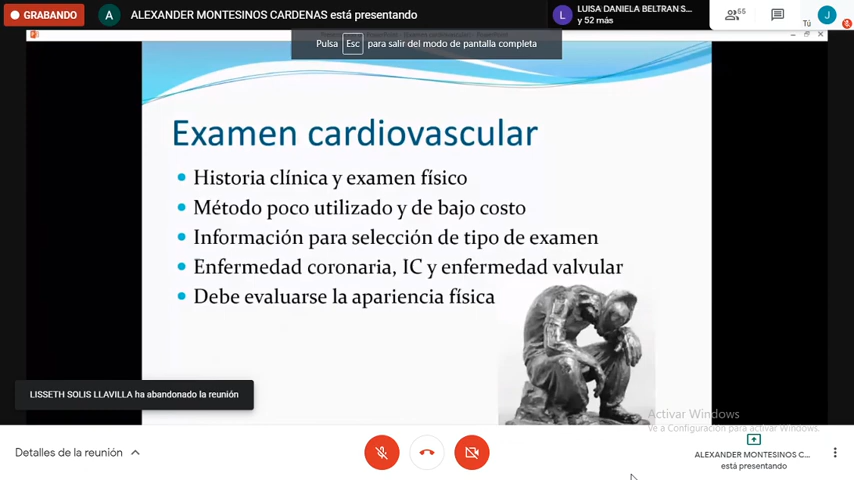 GRABANDO
A
ALEXANDER MONTESINOS CARDENAS está presentando
L
LUISA DANIELA BELTRAN S...
y 52 más
55
Tú
J
Pulsa Esc para salir del modo de pantalla completa
Examen cardiovascular
Historia clínica y examen físico
Método poco utilizado y de bajo costo
Información para selección de tipo de examen
Enfermedad coronaria, IC y enfermedad valvular
Debe evaluarse la apariencia física
LISSETH SOLIS LLAVILLA ha abandonado la reunión
Activar Windows
Ve a Configuración para activar Windows.
Detalles de la reunión
ALEXANDER MONTESINOS C...
está presentando